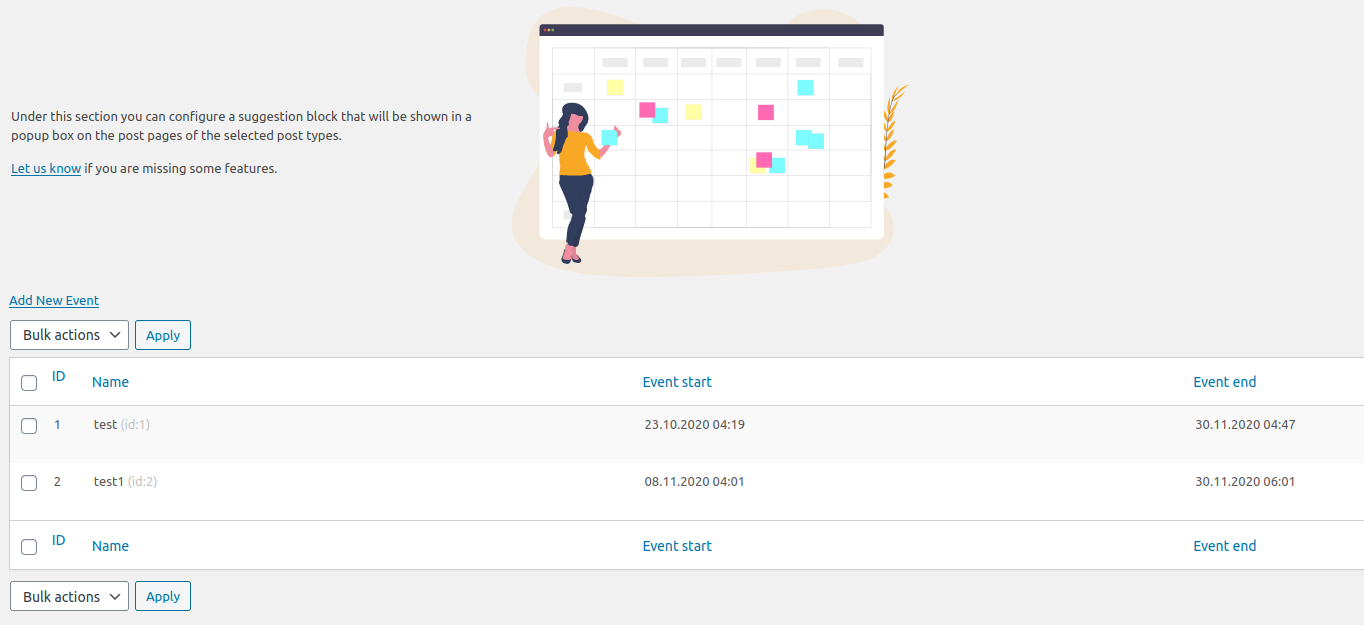 Under this section you can configure a suggestion block that will be shown in a
popup box on the post pages of the selected post types.
Let us know if you are missing some features.
Add New Event
Bulk actions Apply
ID Name Event start Event end
1 test (id:1) 23.10.2020 04:19 30.11.2020 04:47
2 test1 (id:2) 08.11.2020 04:01 30.11.2020 06:01
ID Name Event start Event end
Bulk actions Apply